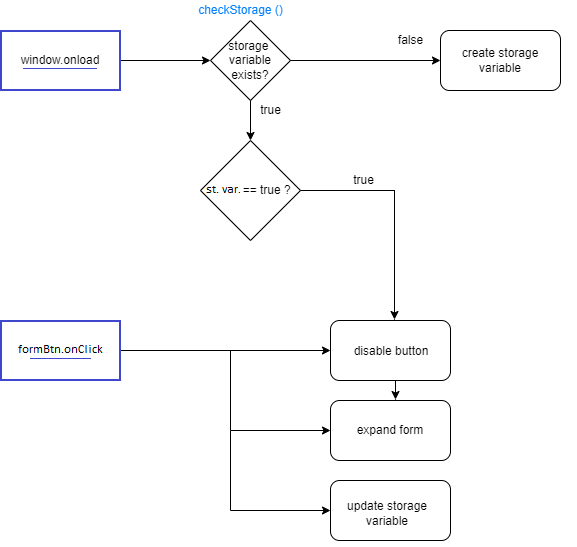 checkStorage ()
window.onload
storage
variable
exists?
false
create storage
variable
true
st. var. == true ?
true
formBtn.onClick
disable button
expand form
update storage
variable